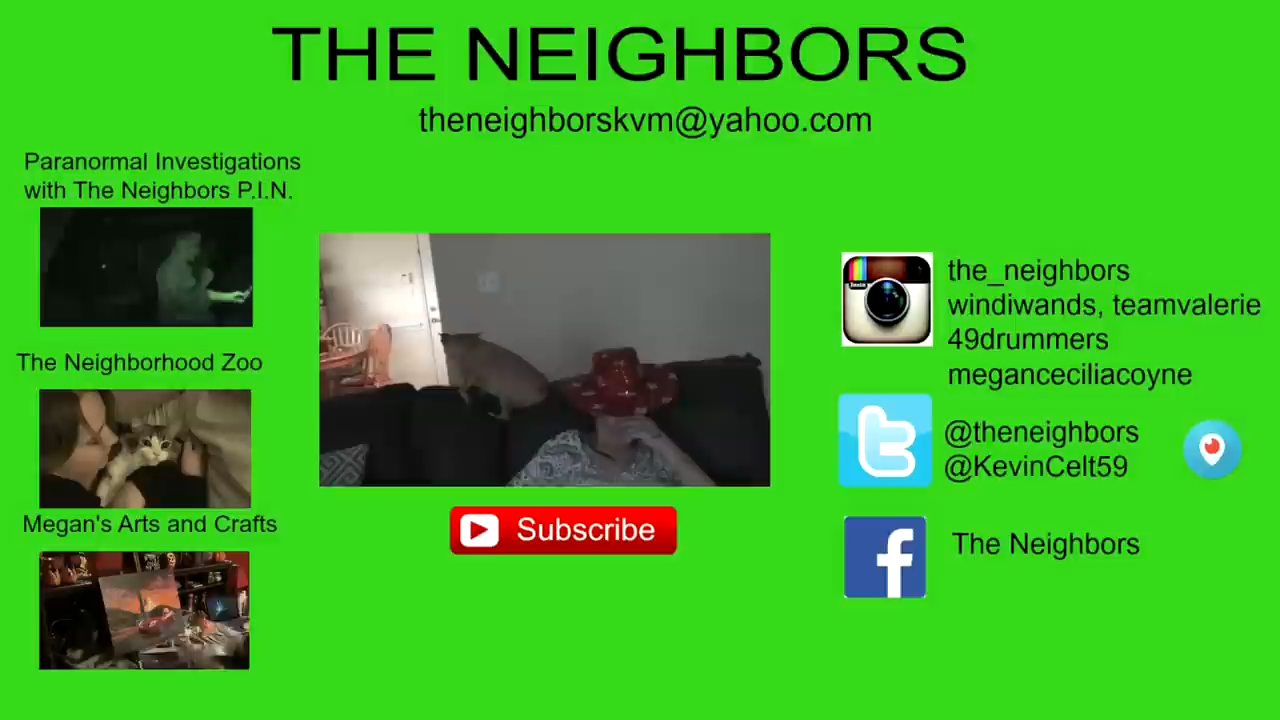 THE NEIGHBORS
theneighborskvm@yahoo.com
Paranormal Investigations
with The Neighbors P.I.N.
The Neighborhood Zoo
Megan's Arts and Crafts
Subscribe
the_neighbors
windiwands, teamvalerie
49drummers
meganceciliacoyne
@theneighbors
@KevinCelt59
The Neighbors